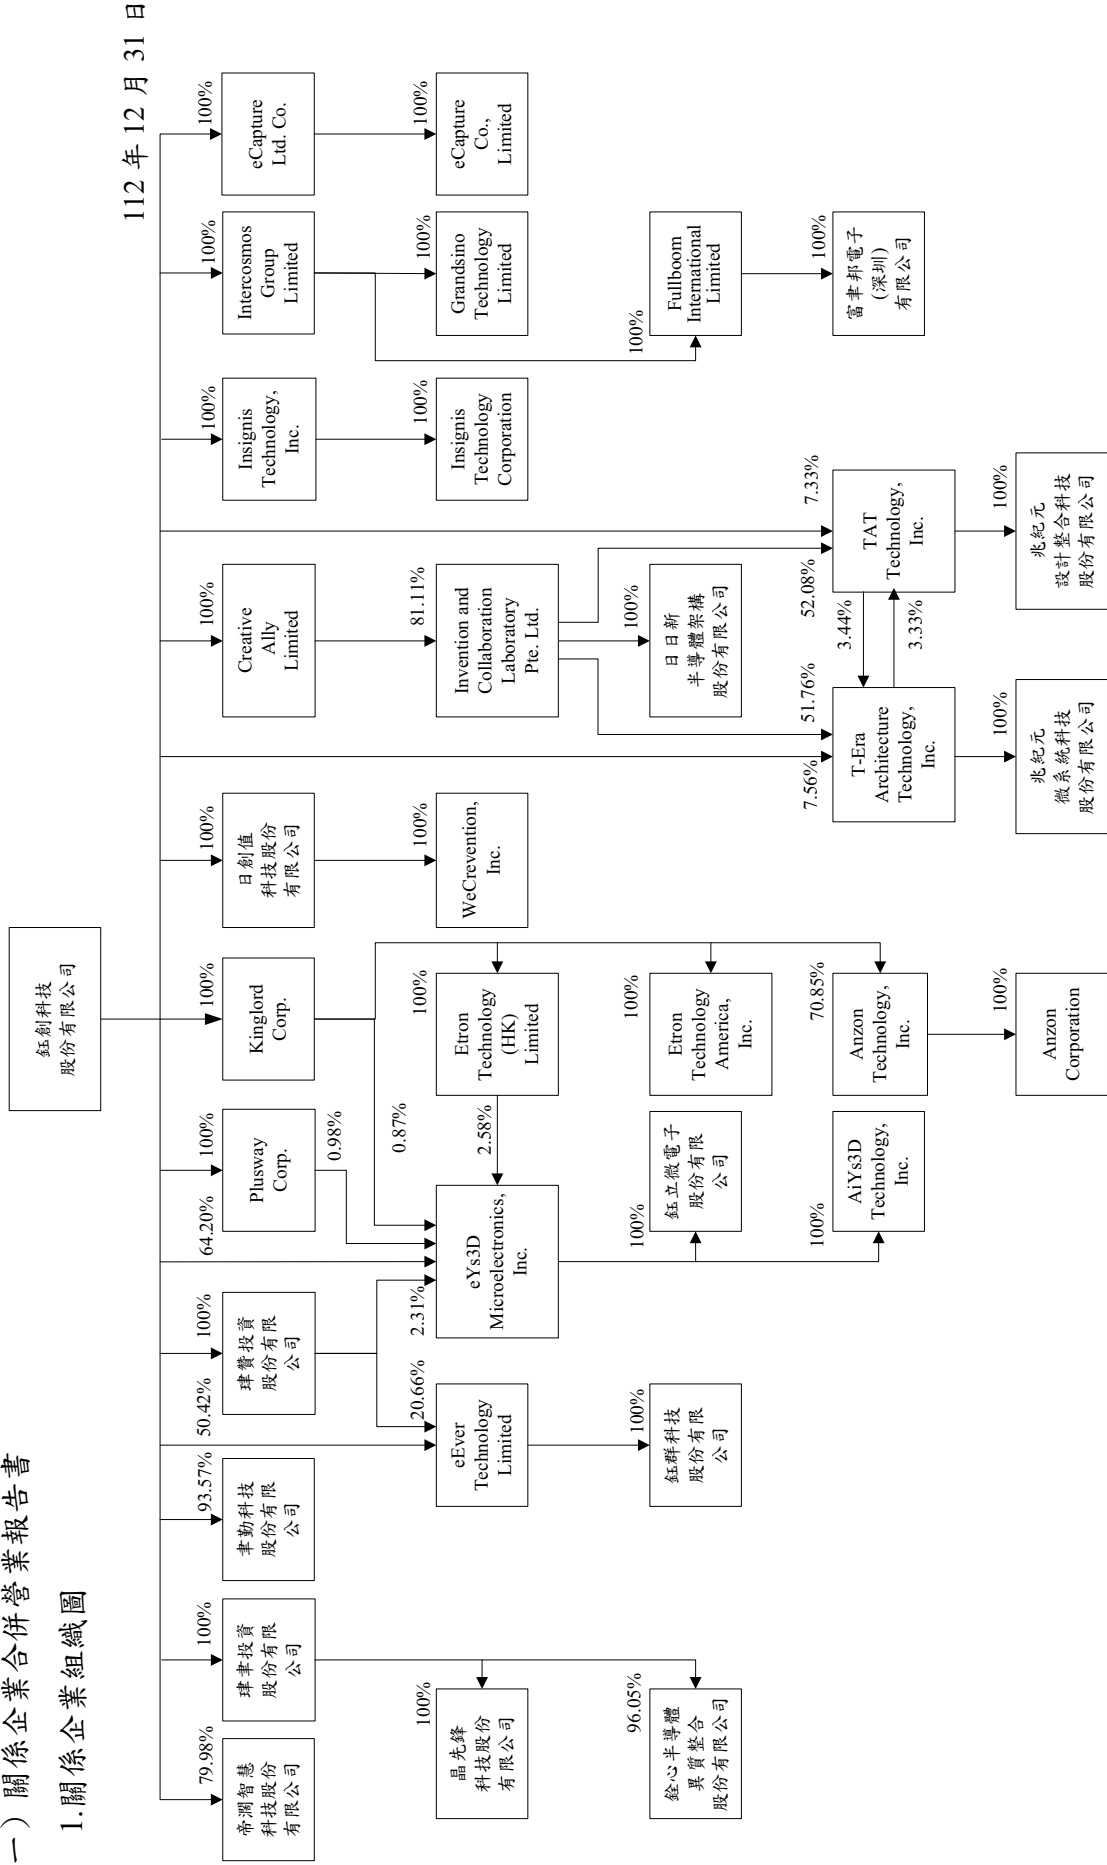 一）關係企業合併營業報告書
1.關係企業組織圖
112 年 12 月 31 日
鈺創科技
股份有限公司
79.98%
帝濶智慧
科技股份
有限公司
100%
瑋聿投資
股份有限
公司
93.57%
聿勤科技
股份有限
公司
50.42%
100%
瑋贊投資
股份有限
公司
64.20%
100%
Plusway
Corp.
100%
Kinglord
Corp.
100%
日創值
科技股份
有限公司
100%
Creative
Ally
Limited
100%
Insignis
Technology,
Inc.
100%
Intercosmos
Group
Limited
100%
eCapture
Ltd. Co.
0.98%
0.87%
100%
晶先鋒
科技股份
有限公司
20.66%
eEver
Technology
Limited
2.31%
eYs3D
Microelectronics,
Inc.
2.58%
100%
Etron
Technology
(HK)
Limited
100%
WeCrevention,
Inc.
81.11%
Invention and
Collaboration
Laboratory
Pte. Ltd.
100%
Insignis
Technology
Corporation
100%
Grandsino
Technology
Limited
100%
eCapture
Co.,
Limited
96.05%
銓心半導體
異質整合
股份有限公司
100%
鈺群科技
股份有限
公司
100%
鈺立微電子
股份有限
公司
100%
Etron
Technology
America,
Inc.
100%
日日新
半導體架構
股份有限公司
100%
Fullboom
International
Limited
100%
AiYs3D
Technology,
Inc.
70.85%
Anzon
Technology,
Inc.
7.56%
51.76%
T-Era
Architecture
Technology,
Inc.
3.44%
3.33%
52.08%
7.33%
TAT
Technology,
Inc.
100%
富聿邦電子
(深圳)
有限公司
100%
Anzon
Corporation
100%
兆紀元
微系統科技
股份有限公司
100%
兆紀元
設計整合科技
股份有限公司